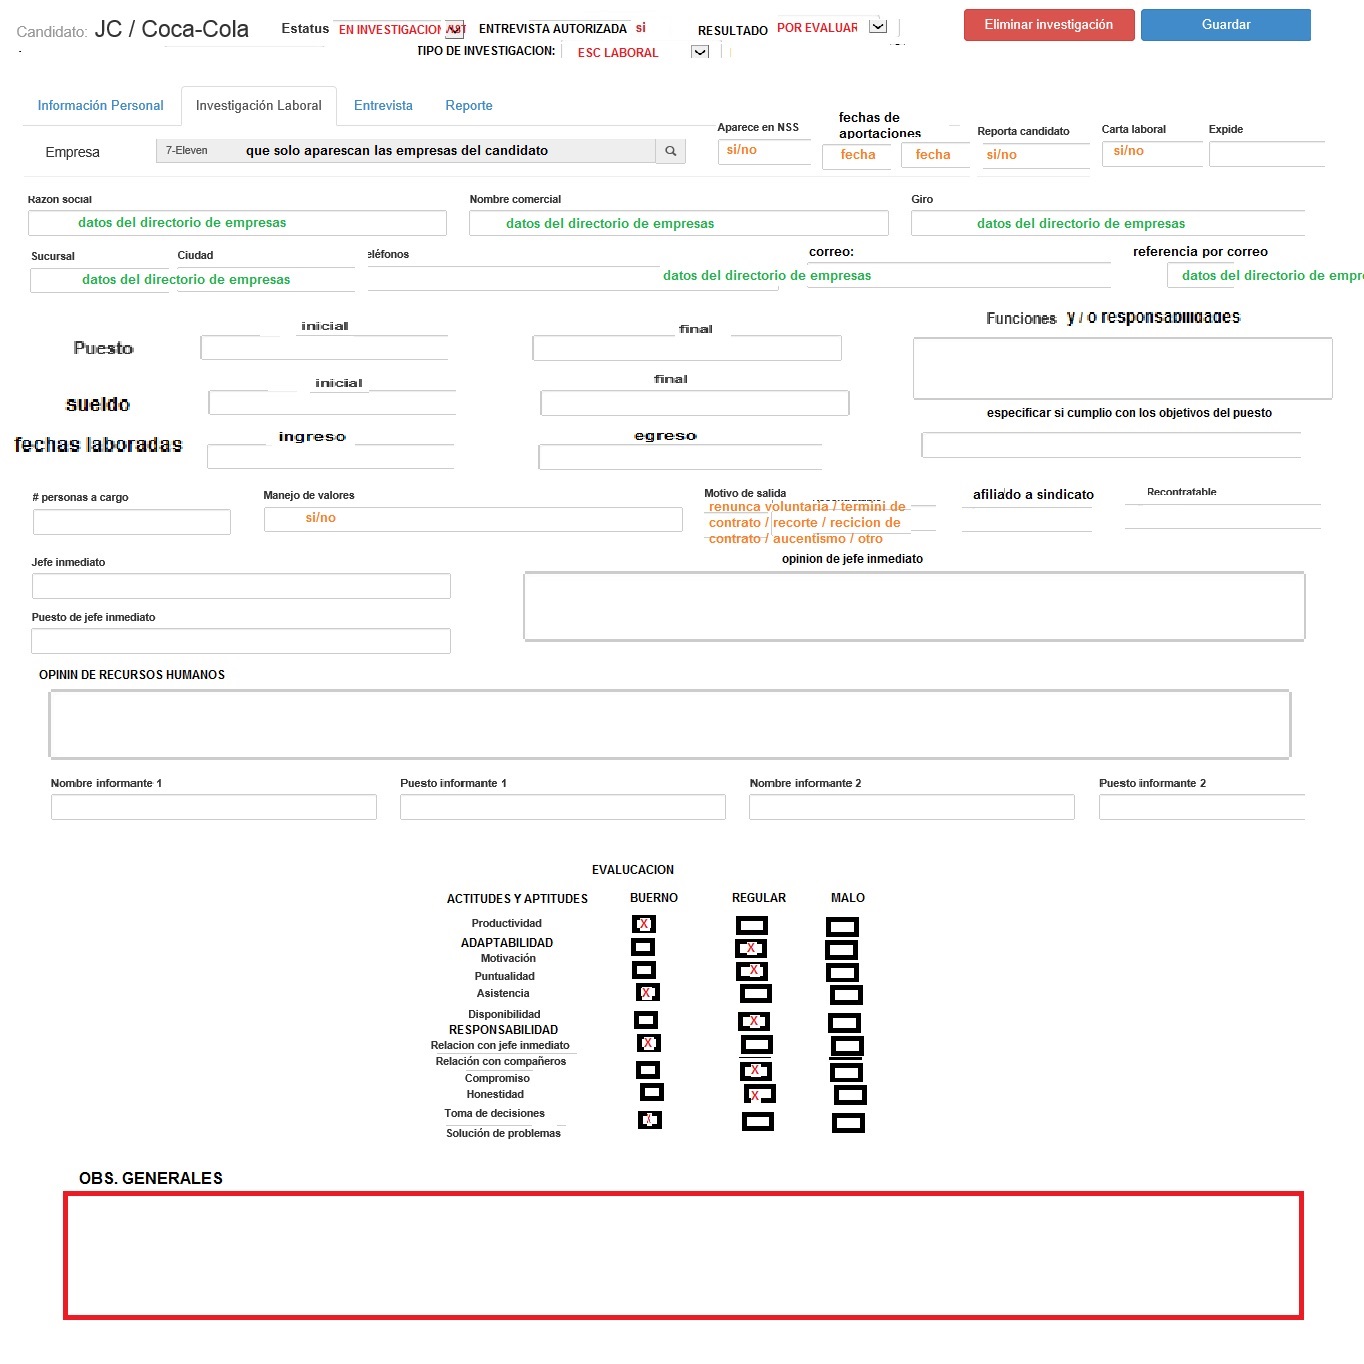 Candidato: JC / Coca-Cola Estatus EN INVESTIGACION ENTREVISTA AUTORIZADA si RESULTADO POR EVALUAR Eliminar investigación Guardar
TIPO DE INVESTIGACION: ESC LABORAL
Información Personal Investigación Laboral Entrevista Reporte
Aparece en NSS fechas de aportaciones Reporta candidato Carta laboral Expide
Empresa 7-Eleven que solo aparescan las empresas del candidato si/no fecha fecha si/no si/no
Razon social Nombre comercial Giro
datos del directorio de empresas datos del directorio de empresas datos del directorio de empresas
Sucursal Ciudad eléfonos correo: referencia por correo
datos del directorio de empresas datos del directorio de empresas datos del directorio de empre
inicial final Funciones y / o responsabilidades
Puesto
inicial final
sueldo especificar si cumplio con los objetivos del puesto
fechas laboradas ingreso egreso
# personas a cargo Manejo de valores Motivo de salida afiliado a sindicato Recontratable
si/no renunca voluntaria / termini de
contrato / recorte / recicion de
contrato / aucentismo / otro
Jefe inmediato opinion de jefe inmediato
Puesto de jefe inmediato
OPININ DE RECURSOS HUMANOS
Nombre informante 1 Puesto informante 1 Nombre informante 2 Puesto informante 2
EVALUCACION
ACTITUDES Y APTITUDES BUERNO REGULAR MALO
Productividad X
ADAPTABILIDAD X
Motivación
Puntualidad X
Asistencia X
Disponibilidad X
RESPONSABILIDAD
Relacion con jefe inmediato X
Relación con compañeros
Compromiso X
Honestidad X
Toma de decisiones X
Solución de problemas
OBS. GENERALES